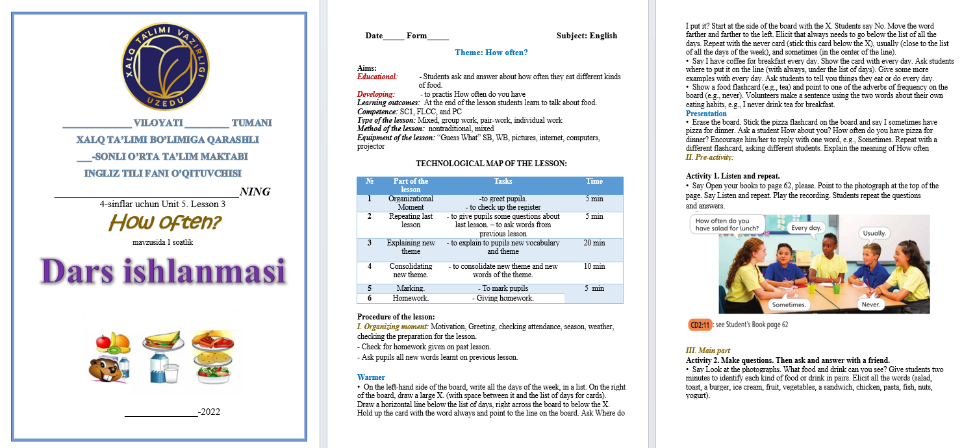 XALQ TA'LIMI VAZIRLIGI
UZEDU
______________ VILOYATI _________ TUMANI
XALQ TA'LIMI BO'LIMIGA QARASHLI
___-SONLI O'RTA TA'LIM MAKTABI
INGLIZ TILI FANI O'QITUVCHISI
____________________________NING
4-sinflar uchun Unit 5. Lesson 3
How often?
mavzusida 1 soatlik
Dars ishlanmasi
_______________-2022
Date_____ Form_____ Subject: English
Theme: How often?
Aims:
Educational: - Students ask and answer about how often they eat different kinds
of food.
Developing: - to practis How often do you have
Learning outcomes: At the end of the lesson students learn to talk about food.
Competence: SC1, FLCC, and PC
Type of the lesson: Mixed, group work, pair-work, individual work
Method of the lesson: nontraditional, mixed
Equipment of the lesson: "Guess What" SB, WB, pictures, internet, computers,
projector
TECHNOLOGICAL MAP OF THE LESSON:
№ Part of the lesson Tasks Time
1 Organizational Moment -to greet pupils. - to check up the register 5 min
2 Repeating last lesson - to give pupils some questions about last lesson. – to ask words from previous lesson 5 min
3 Explaining new theme - to explain to pupils new vocabulary and theme 20 min
4 Consolidating new theme. - to consolidate new theme and new words of the theme. 10 min
5 Marking. - To mark pupils 5 min
6 Homework. - Giving homework.
Procedure of the lesson:
I. Organizing moment: Motivation, Greeting, checking attendance, season, weather,
checking the preparation for the lesson.
- Check for homework given on past lesson.
- Ask pupils all new words learnt on previous lesson.
Warmer
• On the left-hand side of the board, write all the days of the week, in a list. On the right
of the board, draw a large X. (with space between it and the list of days for cards).
Draw a horizontal line below the list of days, right across the board to below the X.
Hold up the card with the word always and point to the line on the board. Ask Where do
I put it? Start at the side of the board with the X. Students say No. Move the word
farther and farther to the left. Elicit that always needs to go below the list of all the
days. Repeat with the never card (stick this card below the X), usually (close to the list
of all the days of the week), and sometimes (in the center of the line).
• Say I have coffee for breakfast every day. Show the card with every day. Ask students
where to put it on the line (with always, under the list of days). Give some more
examples with every day. Ask students to tell you things they eat or do every day.
• Show a food flashcard (e.g., tea) and point to one of the adverbs of frequency on the
board (e.g., never). Volunteers make a sentence using the two words about their own
eating habits, e.g., I never drink tea for breakfast.
Presentation
• Erase the board. Stick the pizza flashcard on the board and say I sometimes have
pizza for dinner. Ask a student How about you? How often do you have pizza for
dinner? Encourage him/her to reply with one word, e.g., Sometimes. Repeat with a
different flashcard, asking different students. Explain the meaning of How often
II. Pre-activity:
Activity 1. Listen and repeat.
• Say Open your books to page 62, please. Point to the photograph at the top of the
page. Say Listen and repeat. Play the recording. Students repeat the questions
and answers.
How often do you
have salad for lunch?
Every day.
Usually.
Sometimes.
Never.
CD2:11 : see Student's Book page 62
III. Main part
Activity 2. Make questions. Then ask and answer with a friend.
• Say Look at the photographs. What food and drink can you see? Give students two
minutes to identify each kind of food or drink in pairs. Elicit all the words (salad,
toast, a burger, ice cream, fruit, vegetables, a sandwich, chicken, pasta, fish, nuts,
yogurt).